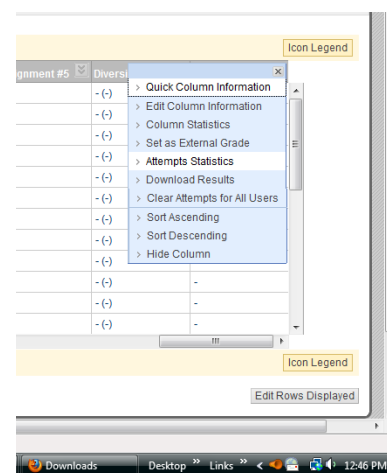 Icon Legend
gnment #5 Diversi
Quick Column Information
- (-)
Edit Column Information
- (-)
Column Statistics
- (-)
Set as External Grade
- (-)
Attempts Statistics
- (-)
Download Results
- (-)
Clear Attempts for All Users
- (-)
Sort Ascending
- (-)
Sort Descending
- (-)
Hide Column
- (-)
- (-) -
- (-) -
- (-) -
Icon Legend
Edit Rows Displayed
Downloads Desktop » Links » < 12:46 PM